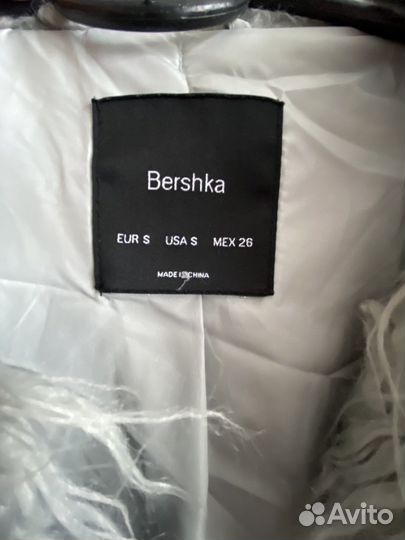 Bershka
EUR S USA S MEX 26
MADE IN CHINA
Avito